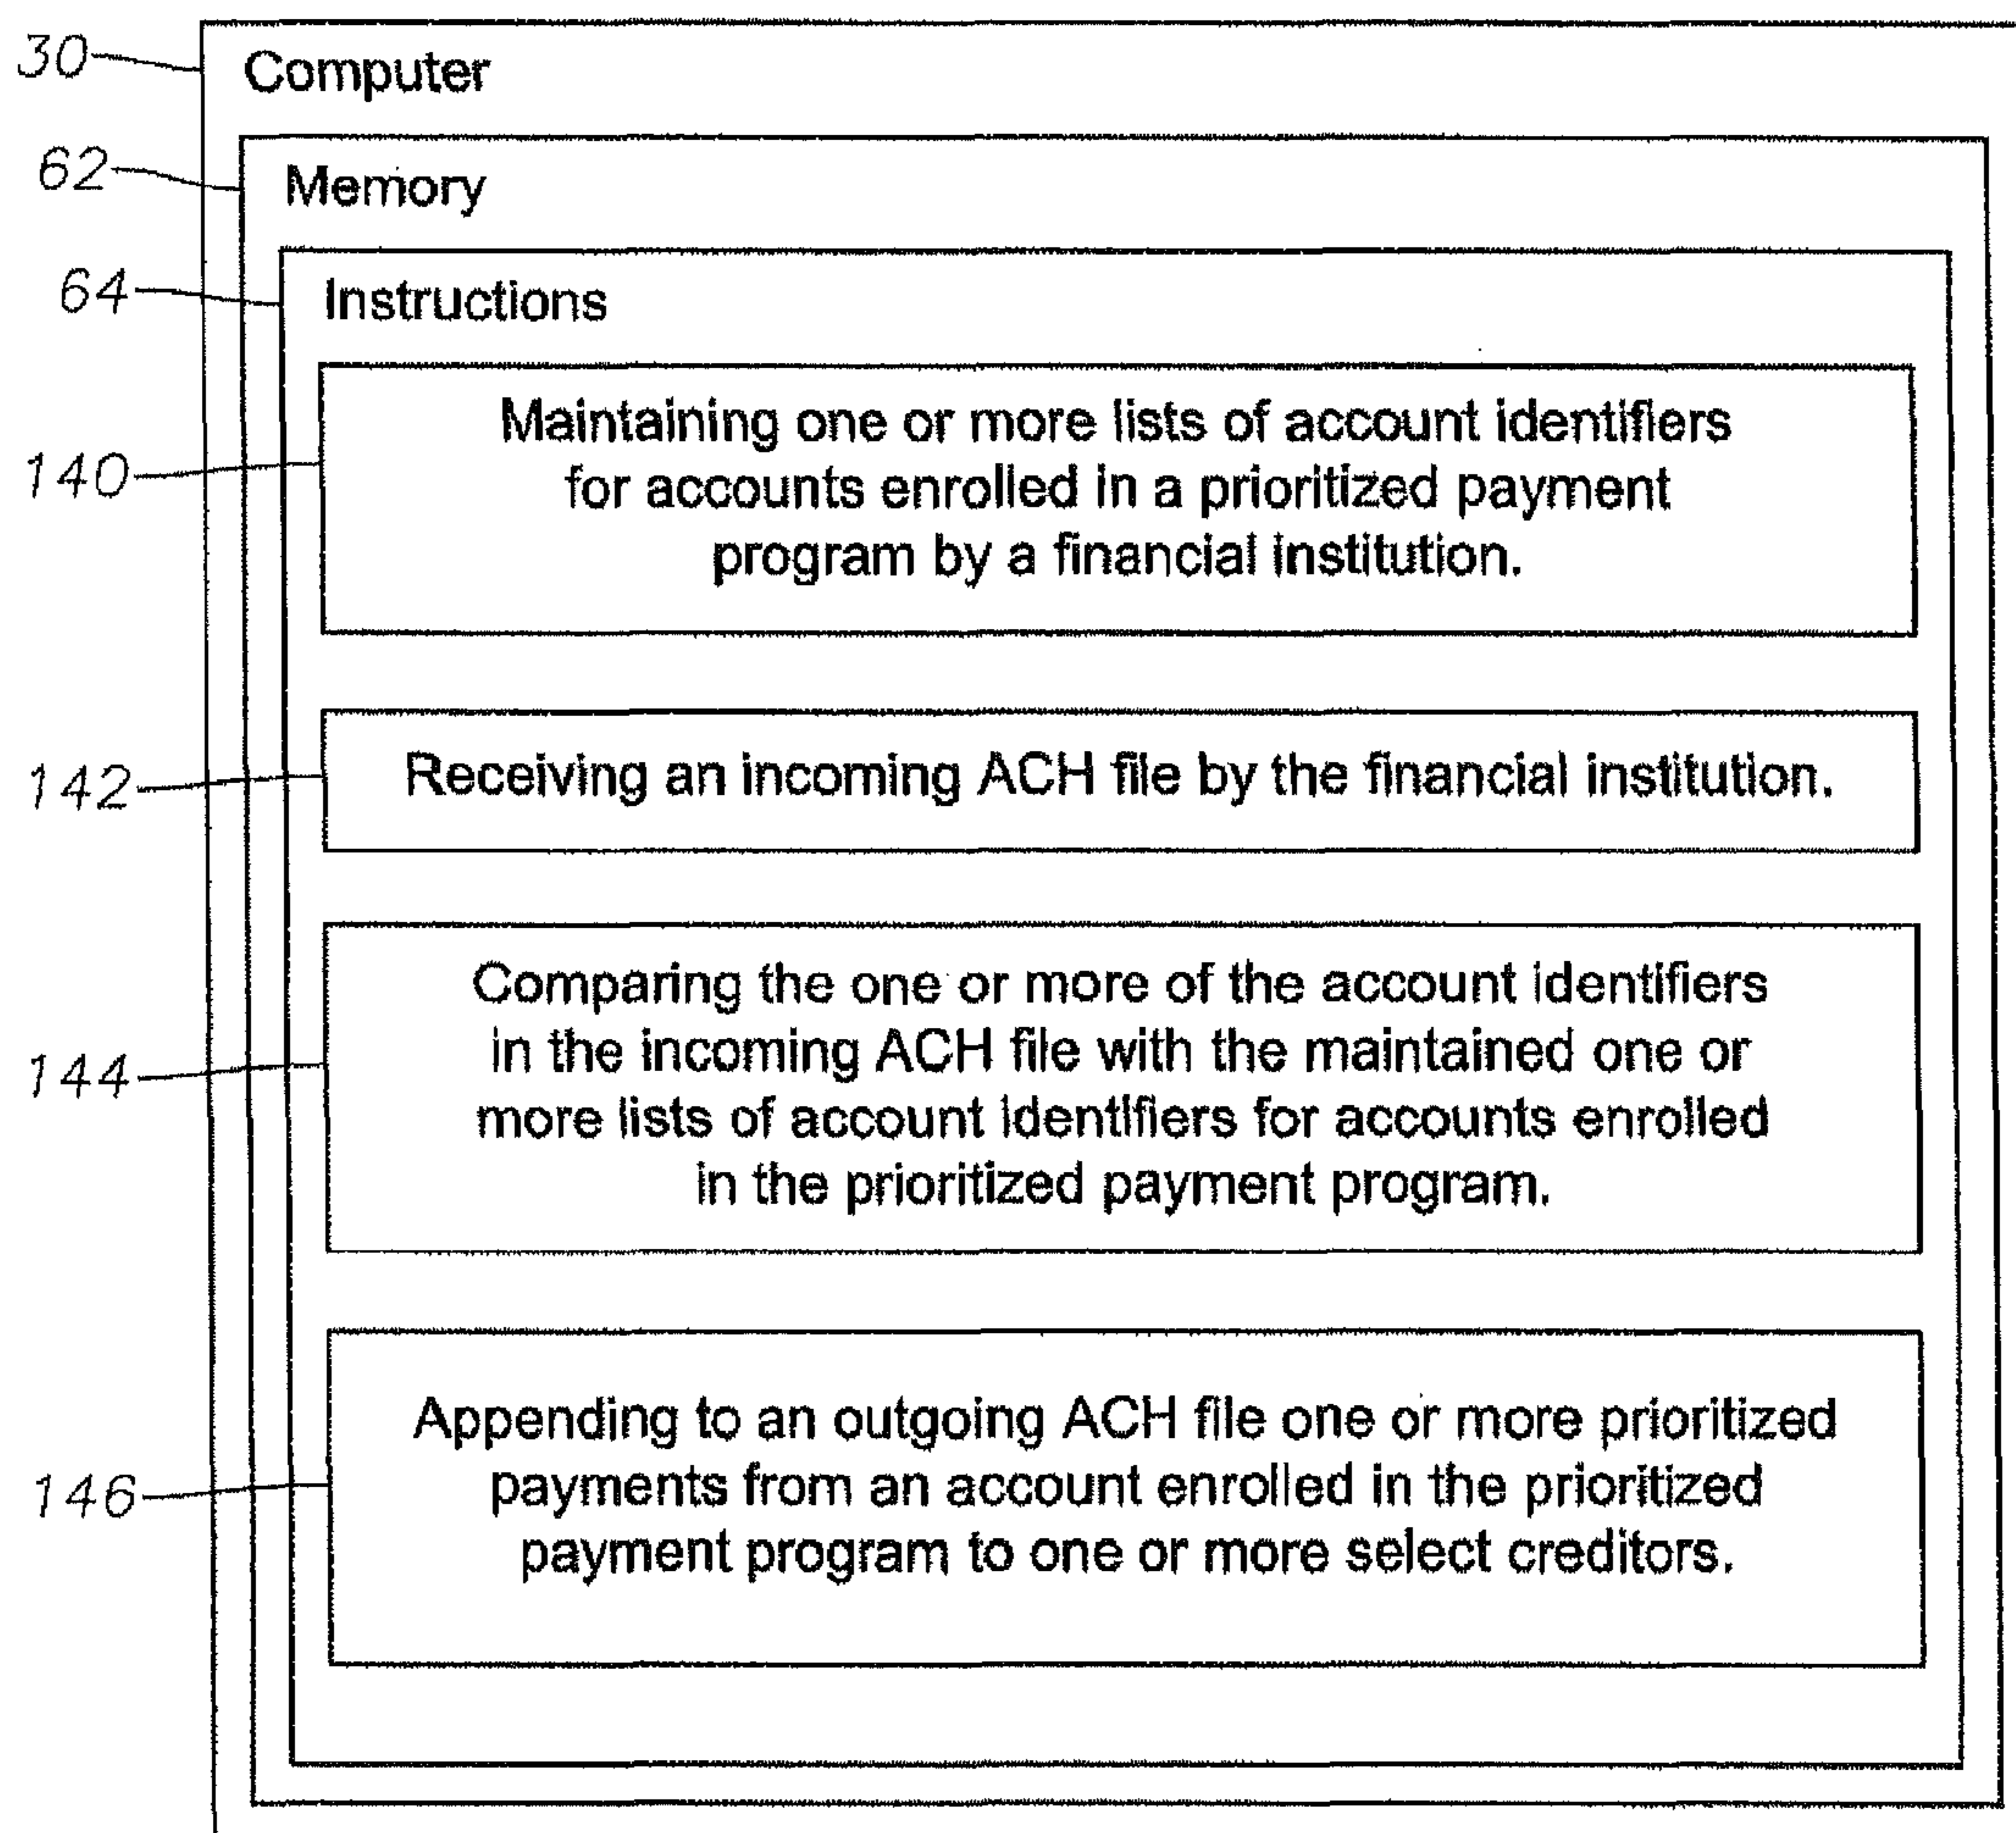 30 Computer
62 Memory
64 Instructions
Maintaining one or more lists of account identifiers
140 for accounts enrolled in a prioritized payment
program by a financial institution.
142 Receiving an incoming ACH file by the financial institution.
Comparing the one or more of the account identifiers
in the incoming ACH file with the maintained one or
144 more lists of account identifiers for accounts enrolled
in the prioritized payment program.
Appending to an outgoing ACH file one or more prioritized
146 payments from an account enrolled in the prioritized
payment program to one or more select creditors.